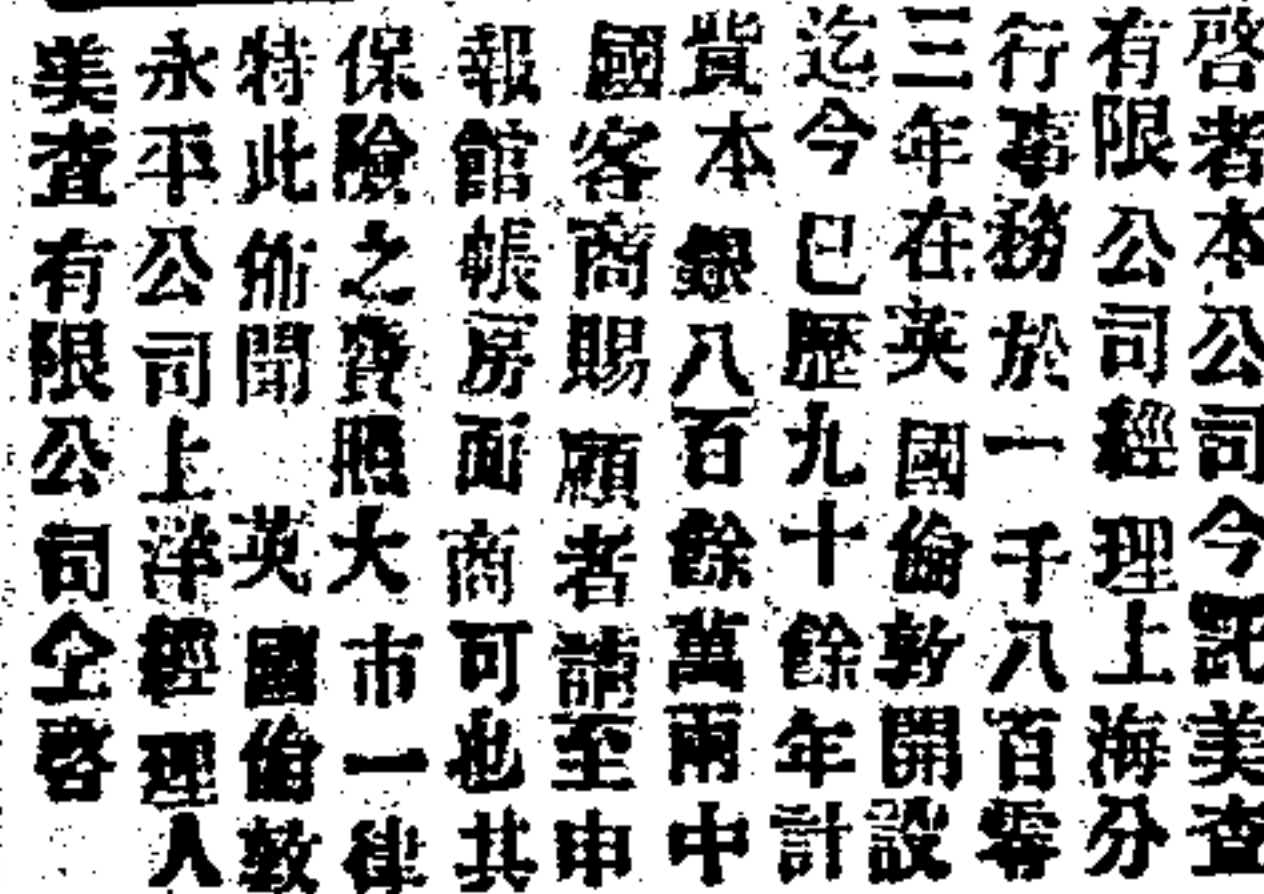 啓者本公司今託美查
有限公司經理上海分
行事務於一千八百零
三年在英國倫敦開設
迄今已歷九十餘年計
貲本銀八百餘萬兩中
國客商賜顧者請至申
報館帳房面商可也其
保險之費照大市一律
特此佈聞 英國倫敦
永平公司上洋經理人
美查有限公司仝啓